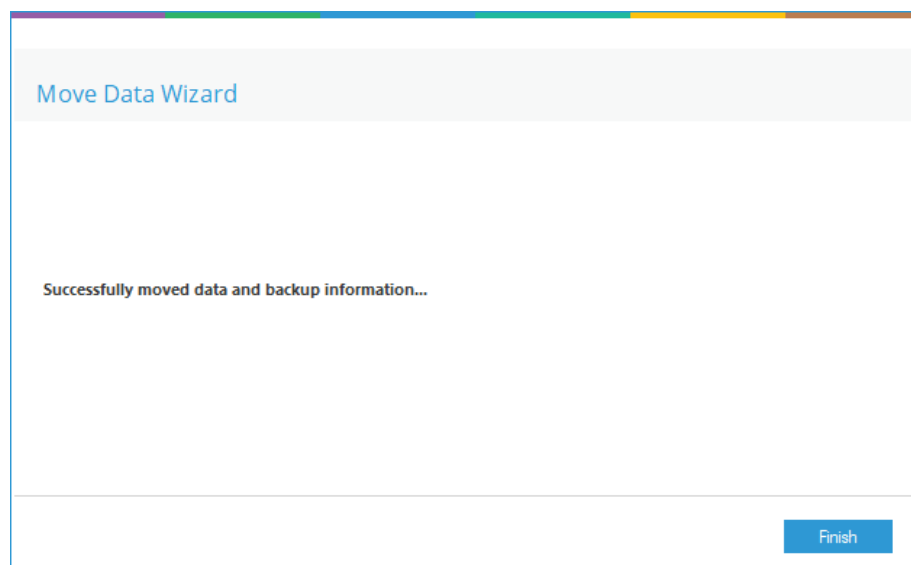 Move Data Wizard
Successfully moved data and backup information...
Finish